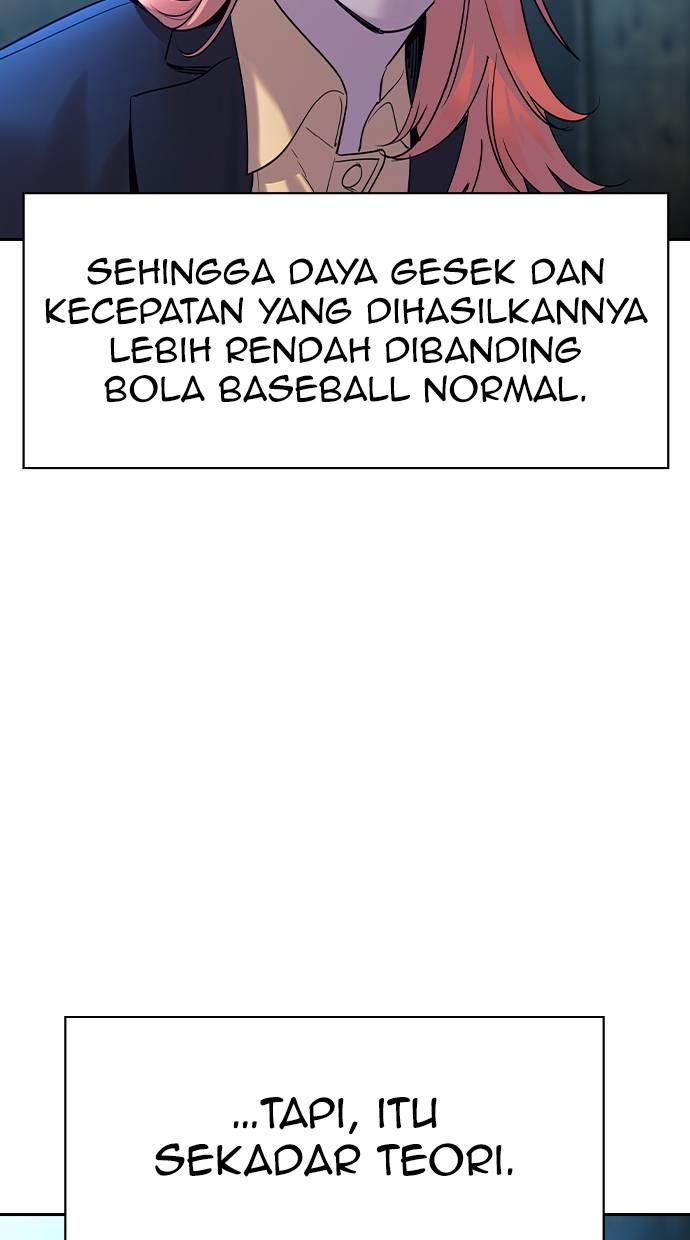 SEHINGGA DAYA GESEK DAN
KECEPATAN YANG DIHASILKANNYA
LEBIH RENDAH DIBANDING
BOLA BASEBALL NORMAL.
...TAPI, ITU
SEKADAR TEORI.